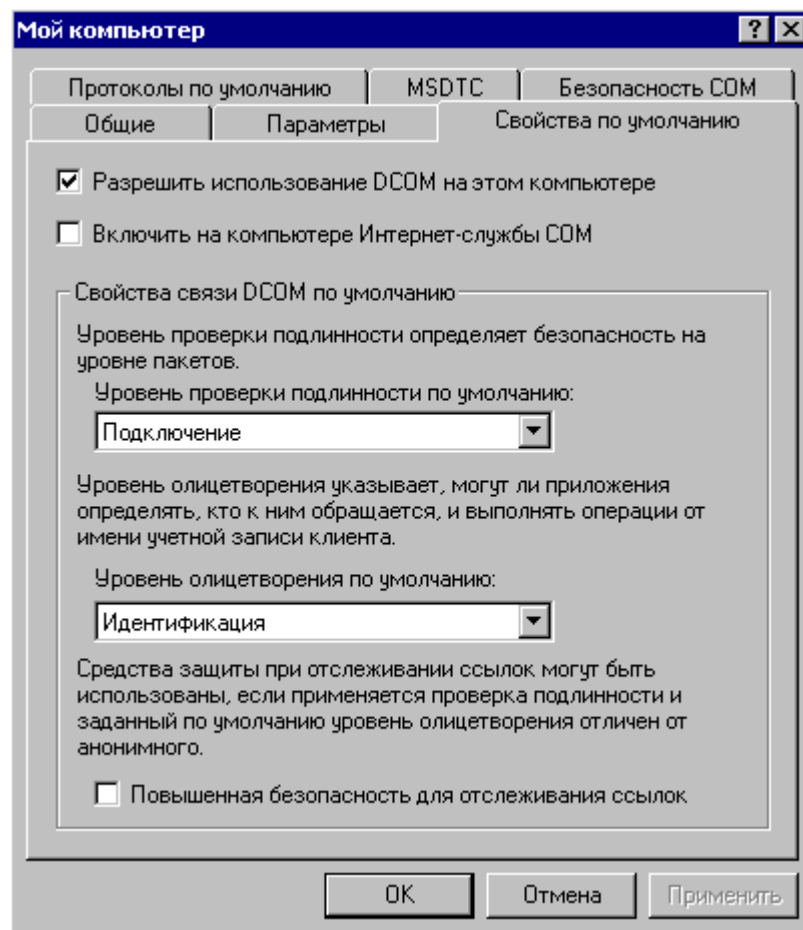 Мой компьютер
Протоколы по умолчанию
MSDTC
Безопасность COM
Общие
Параметры
Свойства по умолчанию
Разрешить использование DCOM на этом компьютере
Включить на компьютере Интернет-службы COM
Свойства связи DCOM по умолчанию
Уровень проверки подлинности определяет безопасность на
уровне пакетов.
Уровень проверки подлинности по умолчанию:
Подключение
Уровень олицетворения указывает, могут ли приложения
определять, кто к ним обращается, и выполнять операции от
имени учетной записи клиента.
Уровень олицетворения по умолчанию:
Идентификация
Средства защиты при отслеживании ссылок могут быть
использованы, если применяется проверка подлинности и
заданный по умолчанию уровень олицетворения отличен от
анонимного.
Повышенная безопасность для отслеживания ссылок
OK
Отмена
Применить